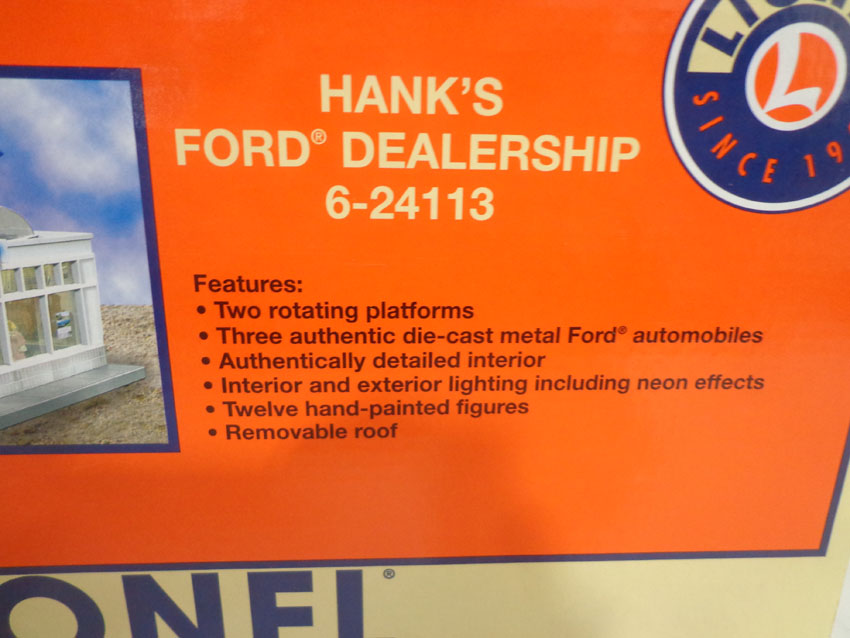 HANK'S
FORD® DEALERSHIP
6-24113
SINCE
Features:
• Two rotating platforms
• Three authentic die-cast metal Ford® automobiles
• Authentically detailed interior
• Interior and exterior lighting including neon effects
• Twelve hand-painted figures
• Removable roof